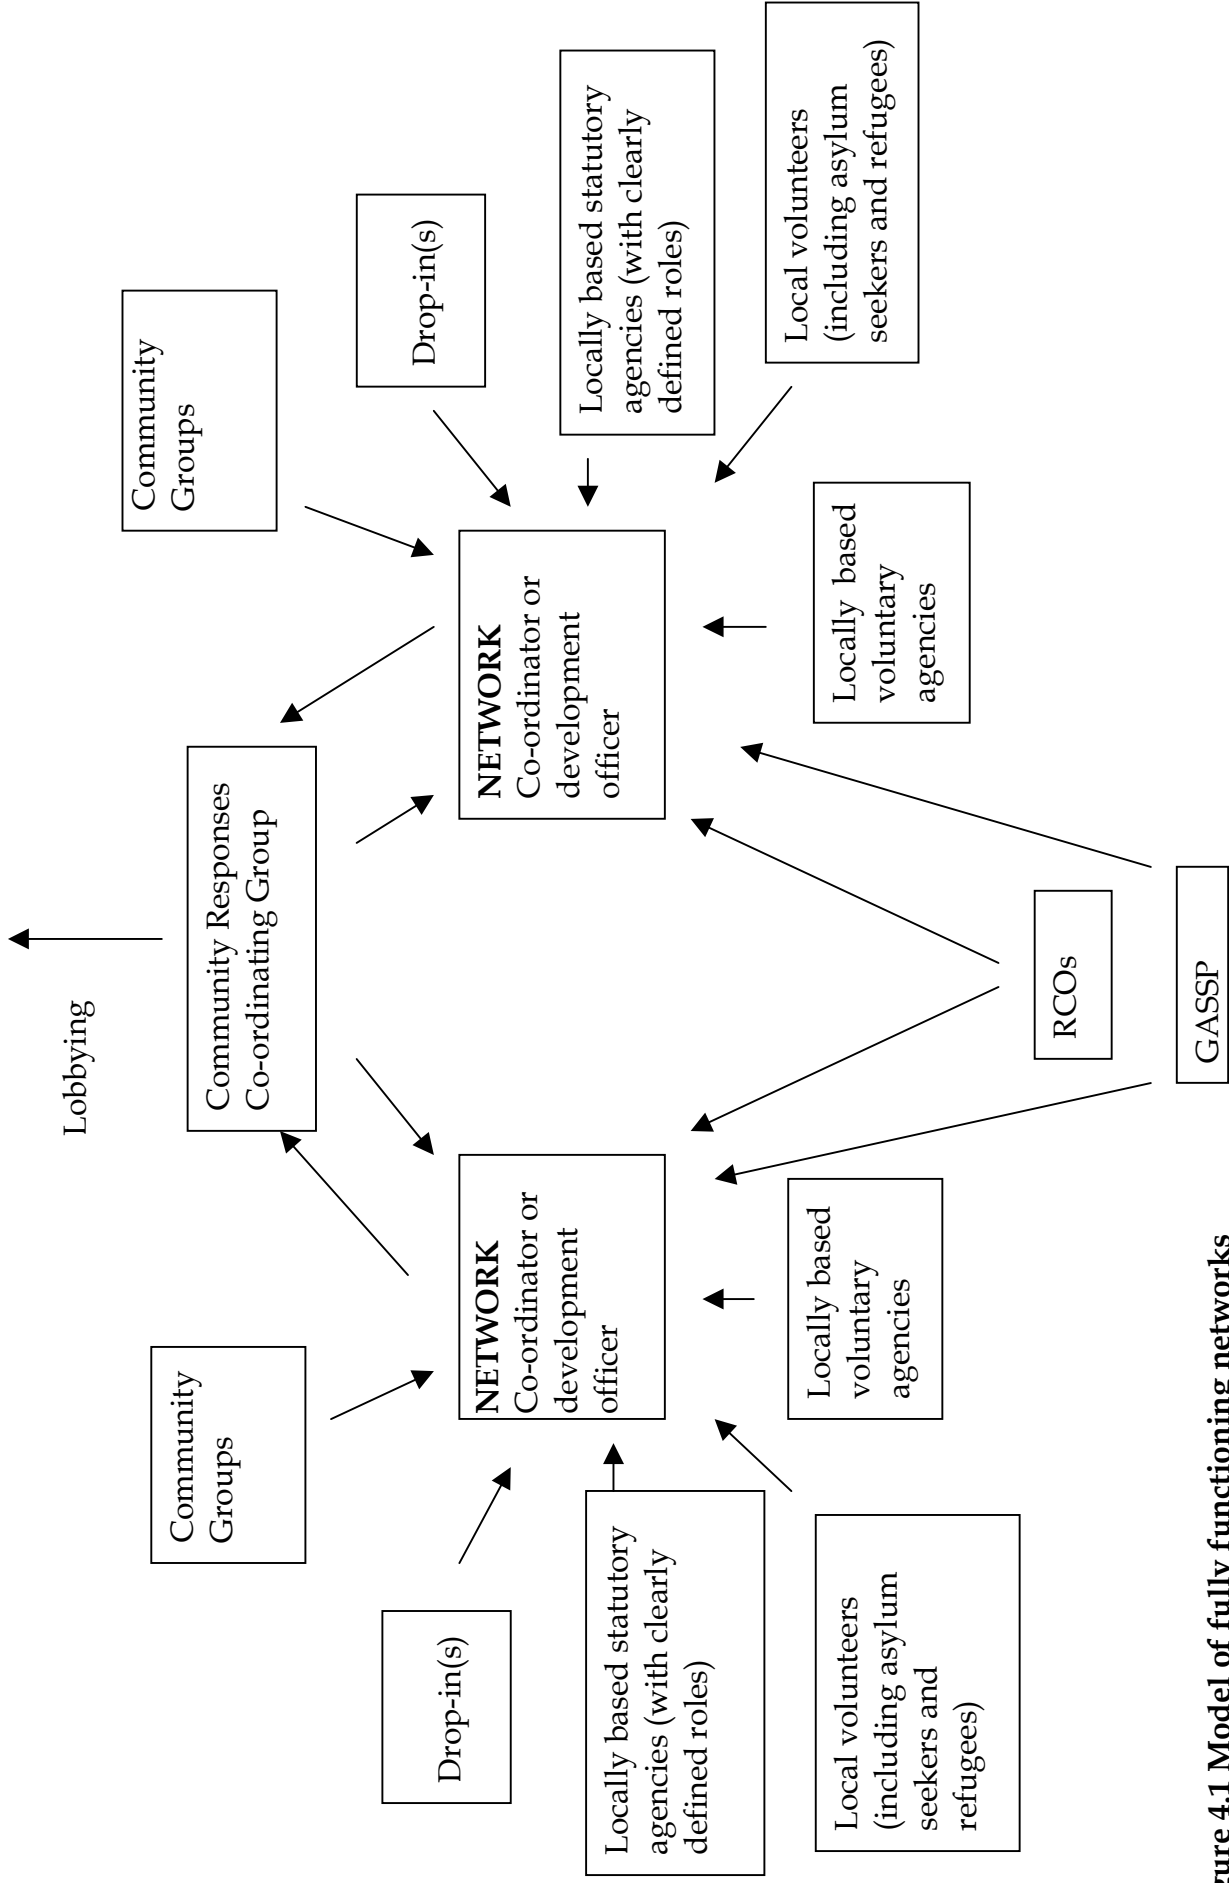 Lobbying
Community Responses
Co-ordinating Group
Community
Groups
Community
Groups
Drop-in(s)
Drop-in(s)
NETWORK
Co-ordinator or
development
officer
NETWORK
Co-ordinator or
development
officer
Locally based statutory
agencies (with clearly
defined roles)
Locally based statutory
agencies (with clearly
defined roles)
Local volunteers
(including asylum
seekers and
refugees)
Locally based
voluntary
agencies
Locally based
voluntary
agencies
Local volunteers
(including asylum
seekers and refugees)
RCOs
GASSP
gure 4.1 Model of fully functioning networks